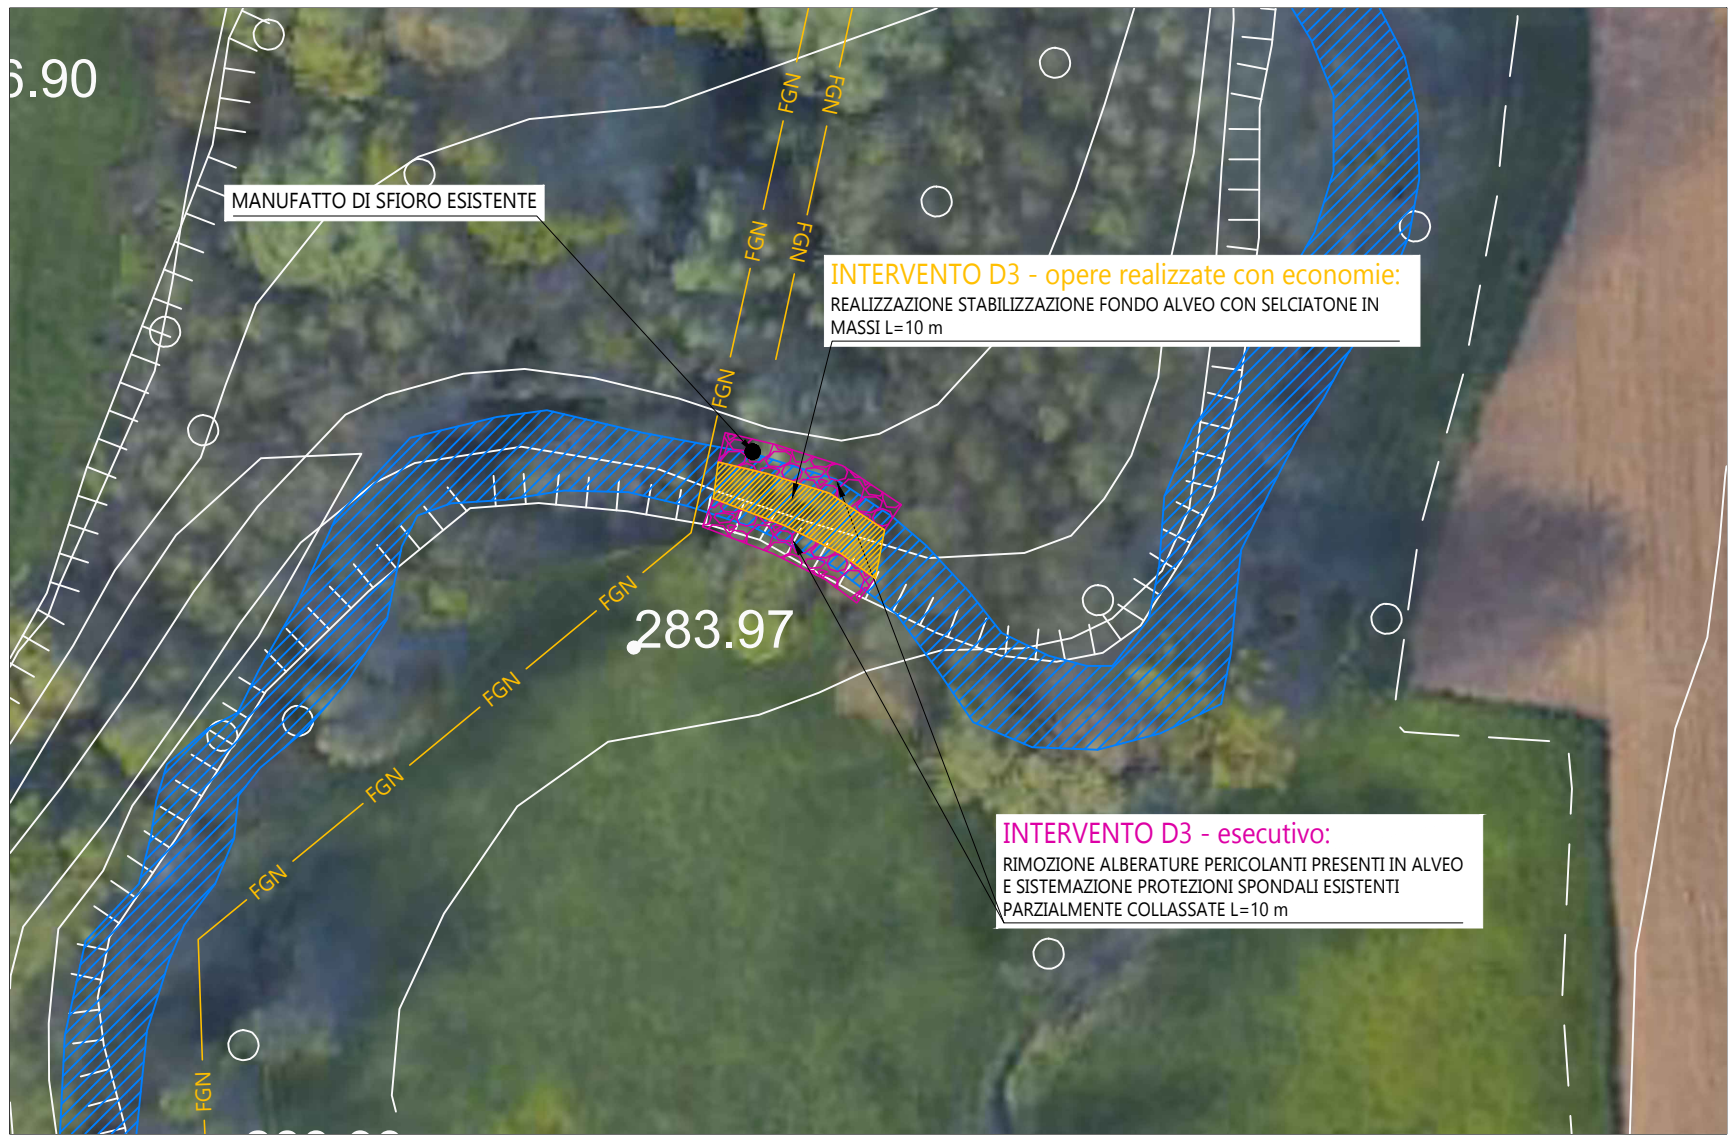 6.90
FGN
FGN
MANUFATTO DI SFIORO ESISTENTE
FGN
FGN
INTERVENTO D3 - opere realizzate con economie:
REALIZZAZIONE STABILIZZAZIONE FONDO ALVEO CON SELCIATONE IN
MASSI L=10 m
FGN
FGN
283.97
FGN
FGN
INTERVENTO D3 - esecutivo:
RIMOZIONE ALBERATURE PERICOLANTI PRESENTI IN ALVEO
E SISTEMAZIONE PROTEZIONI SPONDALI ESISTENTI
PARZIALMENTE COLLASSATE L=10 m
FGN
FGN